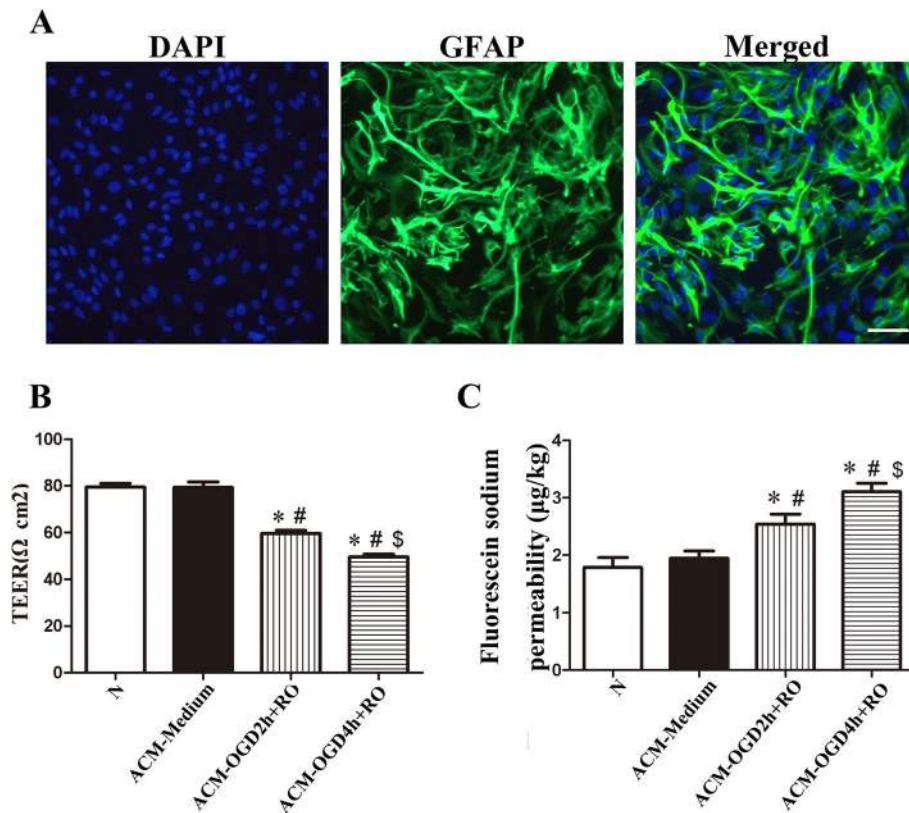 A
DAPI GFAP Merged
B
TEER(Ω cm2)
100
80
60
40
20
0
* #
* # $
N
ACM-Medium
ACM-OGD2h+RO
ACM-OGD4h+RO
C
Fluorescein sodium
permeability (µg/kg)
4
3
2
1
0
* #
* # $
N
ACM-Medium
ACM-OGD2h+RO
ACM-OGD4h+RO